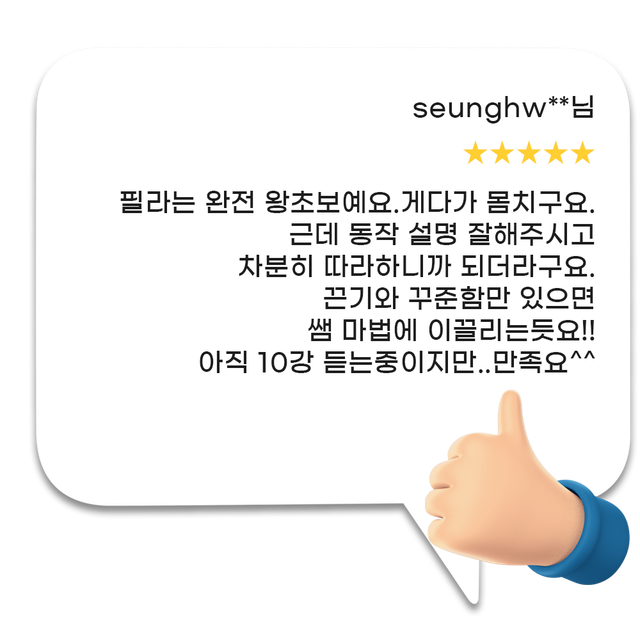 seunghw**님
★★★★★
필라는 완전 왕초보예요.게다가 몸치구요.
근데 동작 설명 잘해주시고
차분히 따라하니까 되더라구요.
끈기와 꾸준함만 있으면
쌤 마법에 이끌리는듯요!!
아직 10강 듣는중이지만..만족요^^